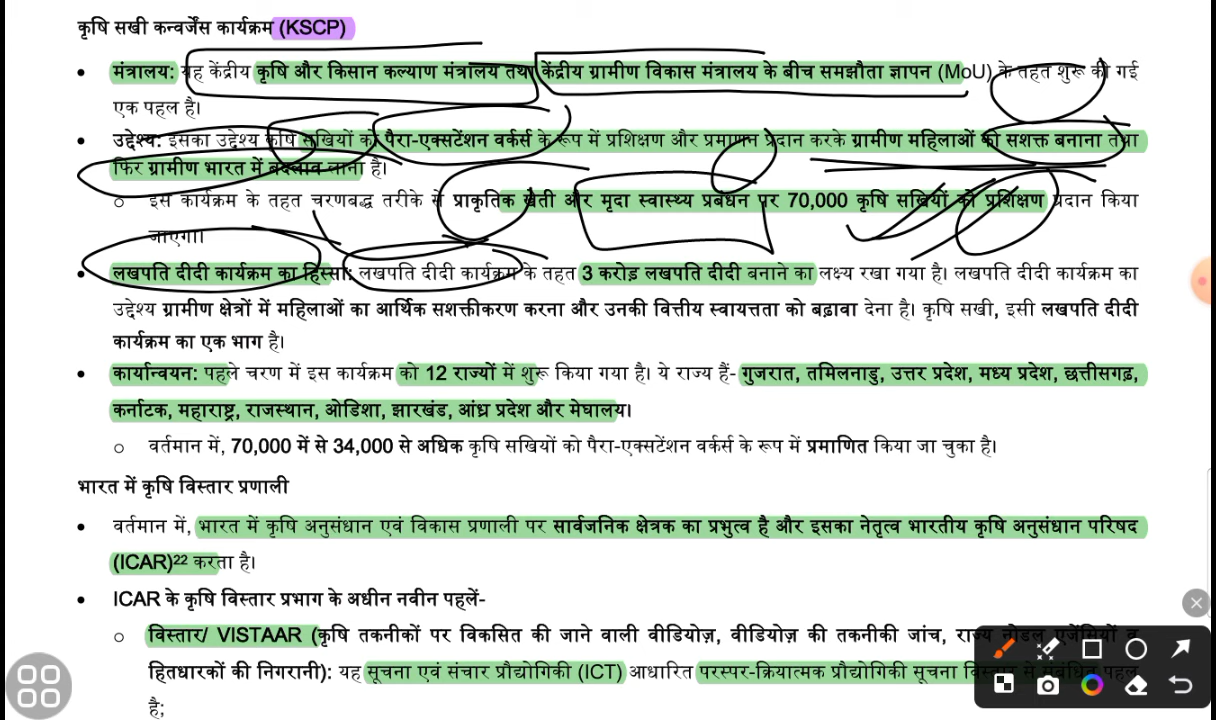 कृषि सखी कन्वर्जेंस कार्यक्रम (KSCP)
• मंत्रालय: यह केंद्रीय कृषि और किसान कल्याण मंत्रालय तथा केंद्रीय ग्रामीण विकास मंत्रालय के बीच समझौता ज्ञापन (MoU) के तहत शुरू की गई
एक पहल है।
• उद्देश्य: इसका उद्देश्य कृषि सखियों को पैरा-एक्सटेंशन वर्कर्स के रूप में प्रशिक्षण और प्रमाणन प्रदान करके ग्रामीण महिलाओं को सशक्त बनाना तथा
फिर ग्रामीण भारत में बदलाव लाना है।
o इस कार्यक्रम के तहत चरणबद्ध तरीके से प्राकृतिक खेती और मृदा स्वास्थ्य प्रबंधन पर 70,000 कृषि सखियों को प्रशिक्षण प्रदान किया
जाएगा।
• लखपति दीदी कार्यक्रम का हिस्सा: लखपति दीदी कार्यक्रम के तहत 3 करोड़ लखपति दीदी बनाने का लक्ष्य रखा गया है। लखपति दीदी कार्यक्रम का
उद्देश्य ग्रामीण क्षेत्रों में महिलाओं का आर्थिक सशक्तीकरण करना और उनकी वित्तीय स्वायत्तता को बढ़ावा देना है। कृषि सखी, इसी लखपति दीदी
कार्यक्रम का एक भाग है।
• कार्यान्वयन: पहले चरण में इस कार्यक्रम को 12 राज्यों में शुरू किया गया है। ये राज्य हैं- गुजरात, तमिलनाडु, उत्तर प्रदेश, मध्य प्रदेश, छत्तीसगढ़,
कर्नाटक, महाराष्ट्र, राजस्थान, ओडिशा, झारखंड, आंध्र प्रदेश और मेघालय।
o वर्तमान में, 70,000 में से 34,000 से अधिक कृषि सखियों को पैरा-एक्सटेंशन वर्कर्स के रूप में प्रमाणित किया जा चुका है।
भारत में कृषि विस्तार प्रणाली
• वर्तमान में, भारत में कृषि अनुसंधान एवं विकास प्रणाली पर सार्वजनिक क्षेत्रक का प्रभुत्व है और इसका नेतृत्व भारतीय कृषि अनुसंधान परिषद
(ICAR)²² करता है।
• ICAR के कृषि विस्तार प्रभाग के अधीन नवीन पहलें-
o विस्तार/ VISTAAR (कृषि तकनीकों पर विकसित की जाने वाली वीडियोज़, वीडियोज़ की तकनीकी जांच, राज्य नोडल एजेंसियों व
हितधारकों की निगरानी): यह सूचना एवं संचार प्रौद्योगिकी (ICT) आधारित परस्पर-क्रियात्मक प्रौद्योगिकी सूचना विस्तार से संबंधित पहल
है;